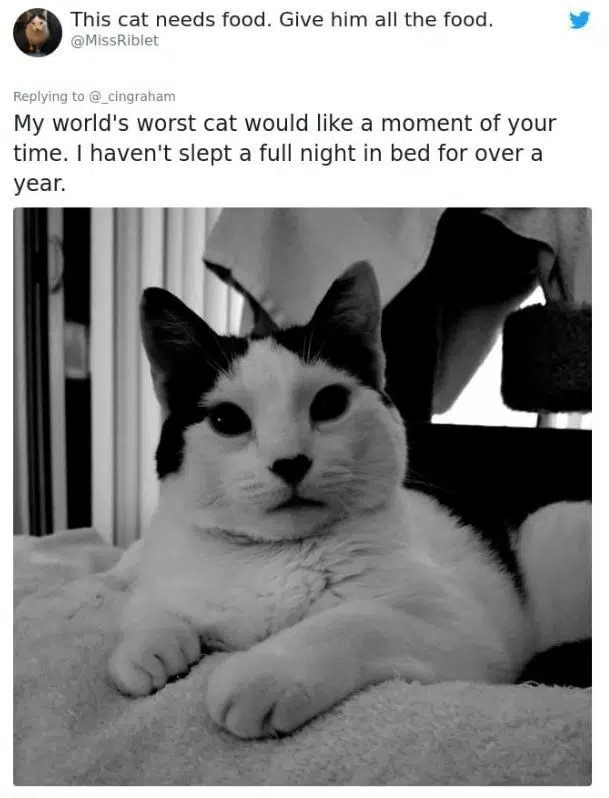 This cat needs food. Give him all the food.
@MissRiblet
Replying to @_cingraham
My world's worst cat would like a moment of your
time. I haven't slept a full night in bed for over a
year.